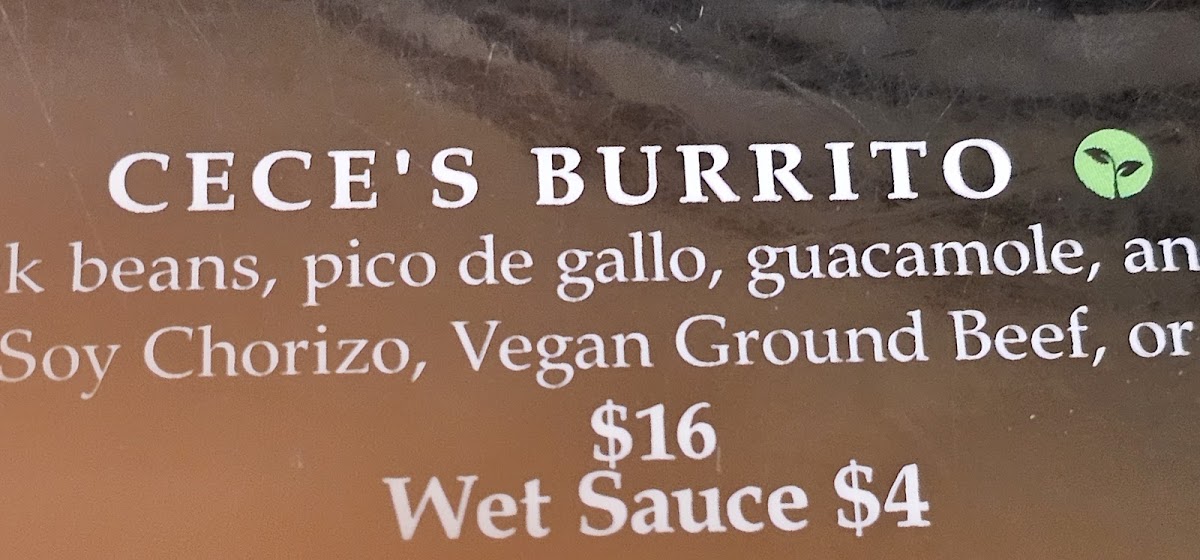 CECE'S BURRITO
k beans, pico de gallo, guacamole, an
Soy Chorizo, Vegan Ground Beef, or
$16
Wet Sauce $4